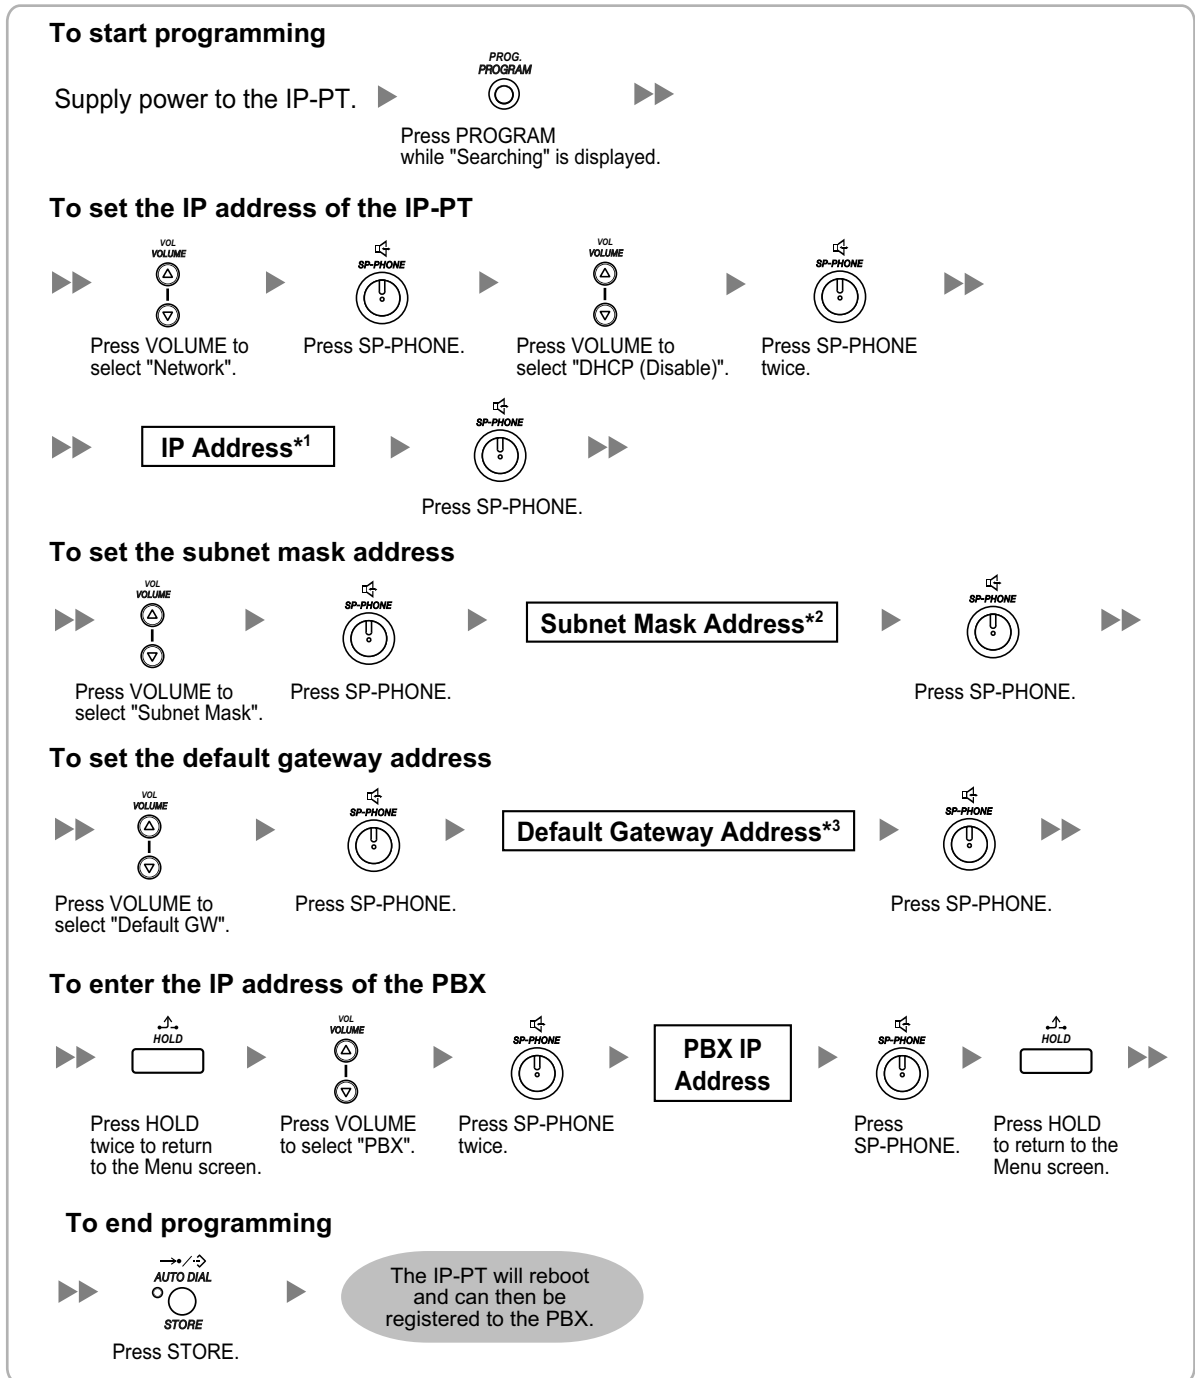 To start programming
PROG.
PROGRAM
Supply power to the IP-PT.
Press PROGRAM
while "Searching" is displayed.
To set the IP address of the IP-PT
VOL
VOLUME
SP-PHONE
VOL
VOLUME
SP-PHONE
Press VOLUME to
select "Network".
Press SP-PHONE.
Press VOLUME to
select "DHCP (Disable)".
Press SP-PHONE
twice.
IP Address*1
SP-PHONE
Press SP-PHONE.
To set the subnet mask address
VOL
VOLUME
SP-PHONE
Subnet Mask Address*2
SP-PHONE
Press VOLUME to
select "Subnet Mask".
Press SP-PHONE.
Press SP-PHONE.
To set the default gateway address
VOL
VOLUME
SP-PHONE
Default Gateway Address*3
SP-PHONE
Press VOLUME to
select "Default GW".
Press SP-PHONE.
Press SP-PHONE.
To enter the IP address of the PBX
HOLD
VOL
VOLUME
SP-PHONE
PBX IP
Address
SP-PHONE
HOLD
Press HOLD
twice to return
to the Menu screen.
Press VOLUME
to select "PBX".
Press SP-PHONE
twice.
Press
SP-PHONE.
Press HOLD
to return to the
Menu screen.
To end programming
AUTO DIAL
STORE
Press STORE.
The IP-PT will reboot
and can then be
registered to the PBX.